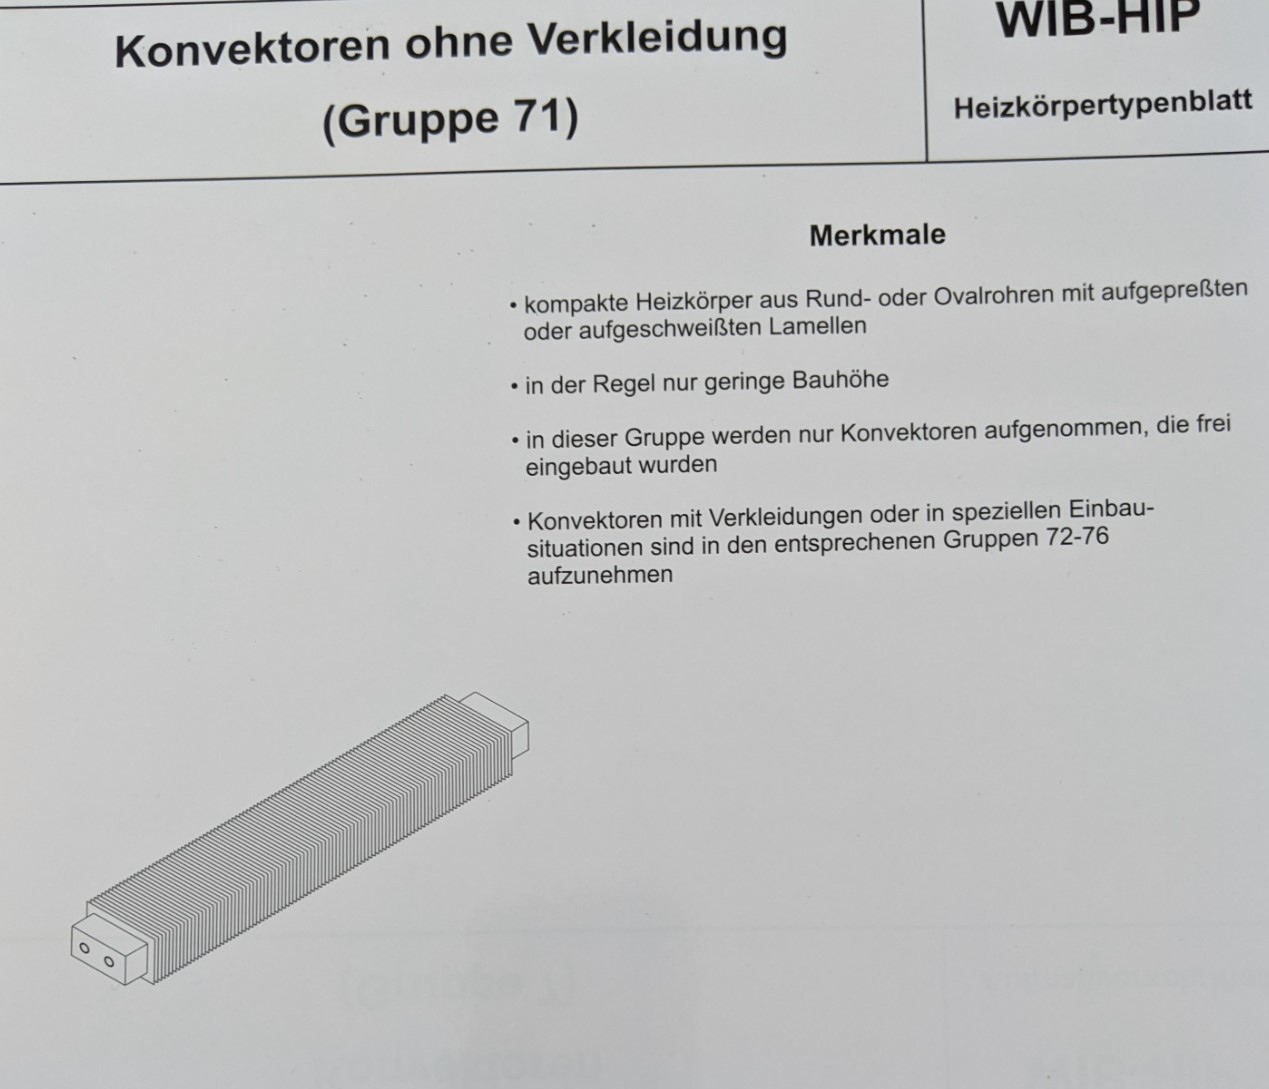 Konvektoren ohne Verkleidung
(Gruppe 71)
WIB-HIP
Heizkörpertypenblatt
Merkmale
• kompakte Heizkörper aus Rund- oder Ovalrohren mit aufgepreßten
oder aufgeschweißten Lamellen
• in der Regel nur geringe Bauhöhe
• in dieser Gruppe werden nur Konvektoren aufgenommen, die frei
eingebaut wurden
• Konvektoren mit Verkleidungen oder in speziellen Einbau-
situationen sind in den entsprechenen Gruppen 72-76
aufzunehmen